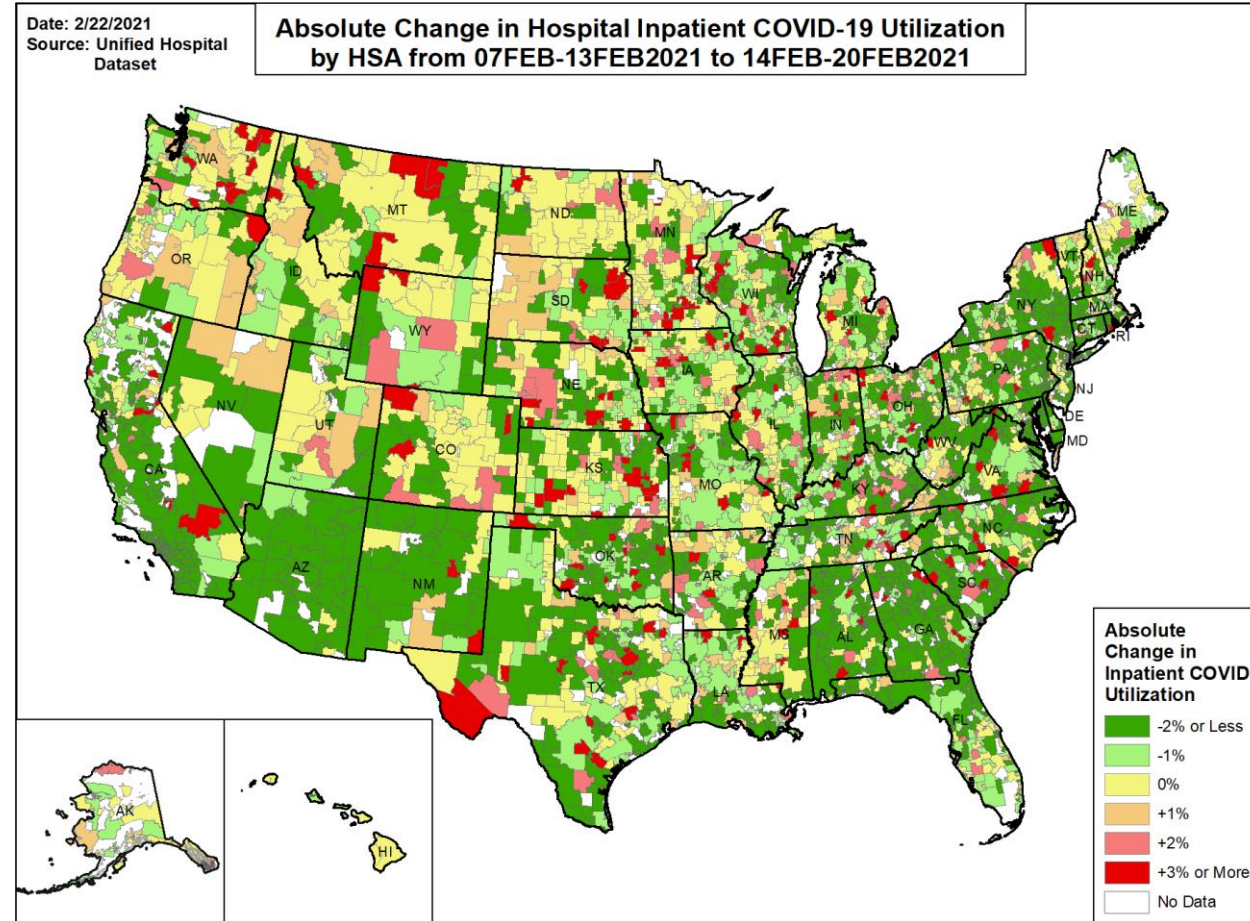 Date: 2/22/2021
Source: Unified Hospital
Dataset
Absolute Change in Hospital Inpatient COVID-19 Utilization
by HSA from 07FEB-13FEB2021 to 14FEB-20FEB2021
WA
MT
ND
MN
ME
OR
ID
SD
WI
VT
NH
NY
MA
CT
RI
WY
MI
IA
NE
PA
NJ
NV
UT
CO
IL
IN
OH
DE
MD
WV
CA
KS
MO
KY
VA
AZ
NM
OK
AR
TN
NC
SC
MS
AL
GA
TX
LA
FL
AK
HI
Absolute
Change in
Inpatient COVID
Utilization
-2% or Less
-1%
0%
+1%
+2%
+3% or More
No Data